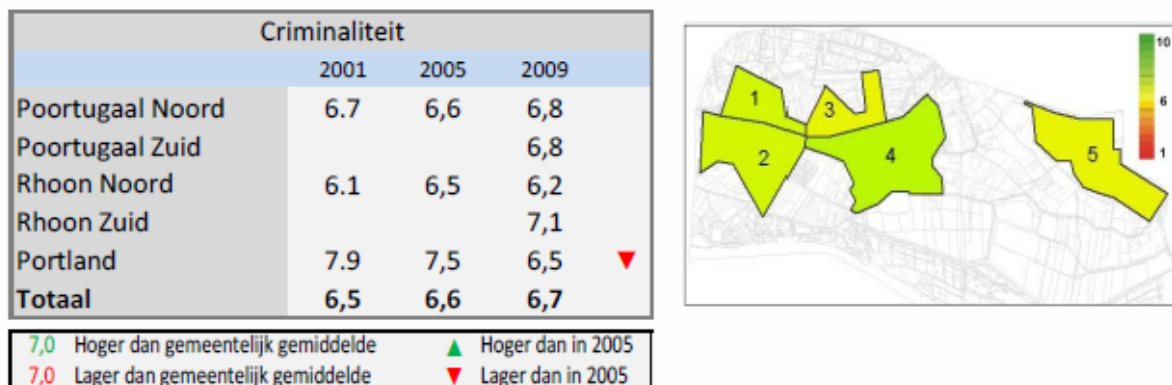 Criminaliteit
2001 2005 2009
Poortugaal Noord 6.7 6,6 6,8
Poortugaal Zuid 6,8
Rhoon Noord 6.1 6,5 6,2
Rhoon Zuid 7,1
Portland 7.9 7,5 6,5 ▼
Totaal 6,5 6,6 6,7
7,0 Hoger dan gemeentelijk gemiddelde ▲ Hoger dan in 2005
7,0 Lager dan gemeentelijk gemiddelde ▼ Lager dan in 2005
10
1 3
6
2 4 5
1